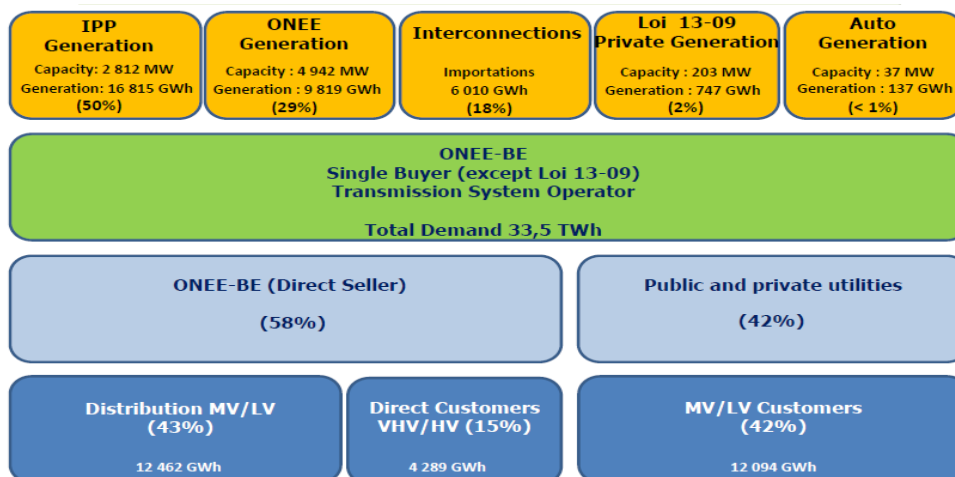 IPP
Generation
Capacity: 2 812 MW
Generation: 16 815 GWh
(50%)
ONEE
Generation
Capacity : 4 942 MW
Generation : 9 819 GWh
(29%)
Interconnections
Importations
6 010 GWh
(18%)
Loi 13-09
Private Generation
Capacity : 203 MW
Generation : 747 GWh
(2%)
Auto
Generation
Capacity : 37 MW
Generation : 137 GWh
(< 1%)
ONEE-BE
Single Buyer (except Loi 13-09)
Transmission System Operator
Total Demand 33,5 TWh
ONEE-BE (Direct Seller)
(58%)
Public and private utilities
(42%)
Distribution MV/LV
(43%)
12 462 GWh
Direct Customers
VHV/HV (15%)
4 289 GWh
MV/LV Customers
(42%)
12 094 GWh